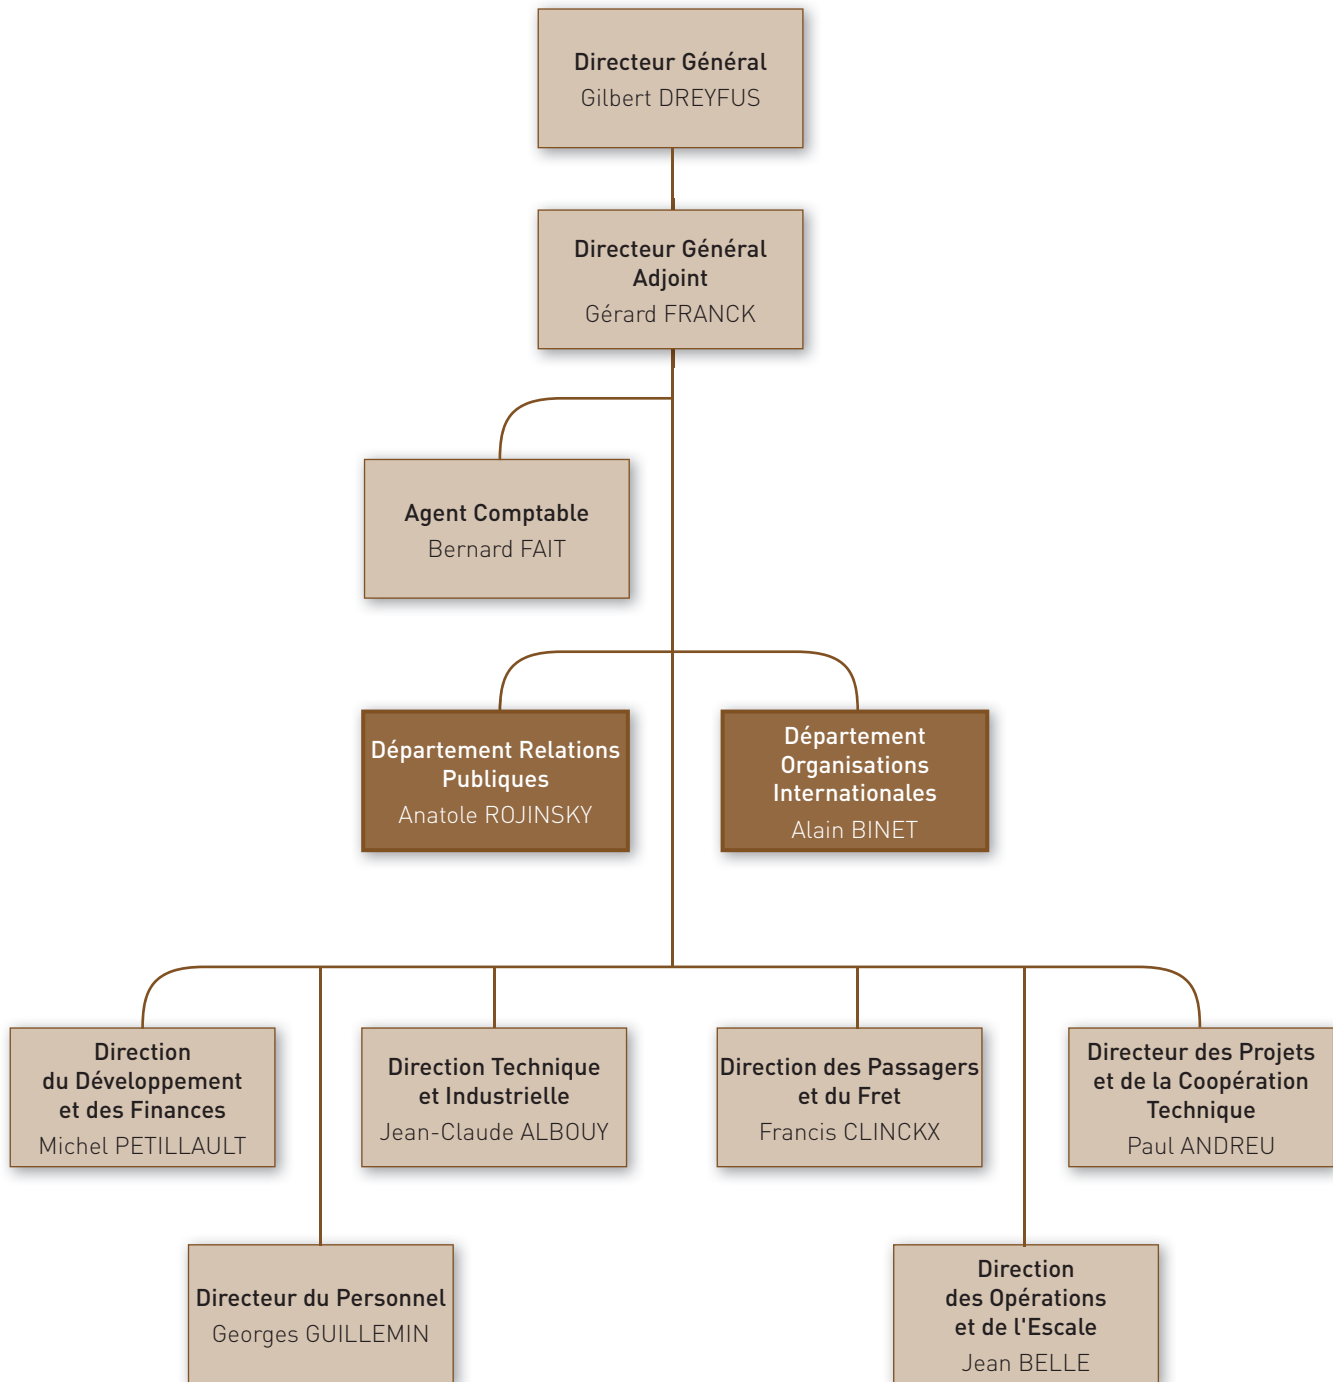 Directeur Général
Gilbert DREYFUS
Directeur Général
Adjoint
Gérard FRANCK
Agent Comptable
Bernard FAIT
Département Relations
Publiques
Anatole ROJINSKY
Département
Organisations
Internationales
Alain BINET
Direction
du Développement
et des Finances
Michel PETILLAULT
Direction Technique
et Industrielle
Jean-Claude ALBOUY
Direction des Passagers
et du Fret
Francis CLINCKX
Directeur des Projets
et de la Coopération
Technique
Paul ANDREU
Directeur du Personnel
Georges GUILLEMIN
Direction
des Opérations
et de l'Escale
Jean BELLE